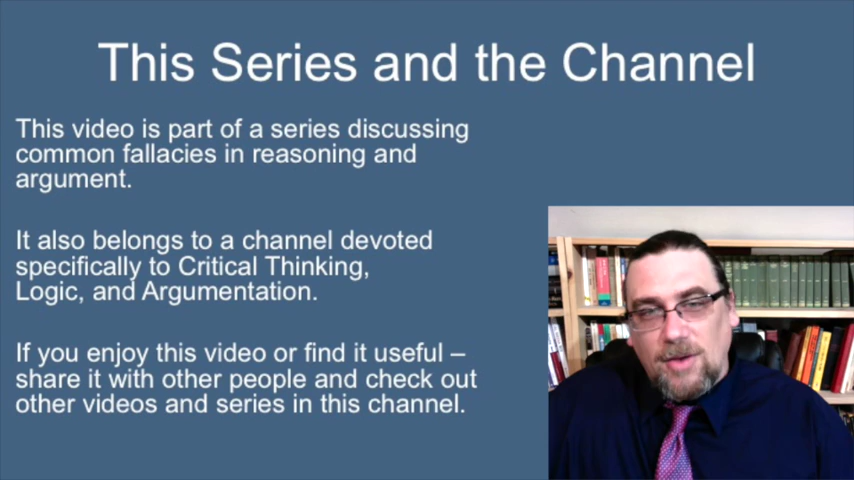 This Series and the Channel
This video is part of a series discussing
common fallacies in reasoning and
argument.
It also belongs to a channel devoted
specifically to Critical Thinking,
Logic, and Argumentation.
If you enjoy this video or find it useful –
share it with other people and check out
other videos and series in this channel.